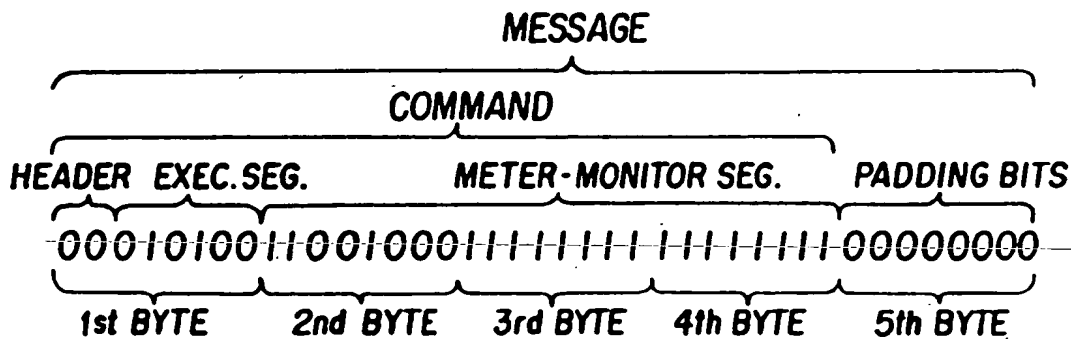 MESSAGE
COMMAND
HEADER EXEC. SEG. METER-MONITOR SEG. PADDING BITS
0001010011001000111111111111111100000000
1st BYTE 2nd BYTE 3rd BYTE 4th BYTE 5th BYTE